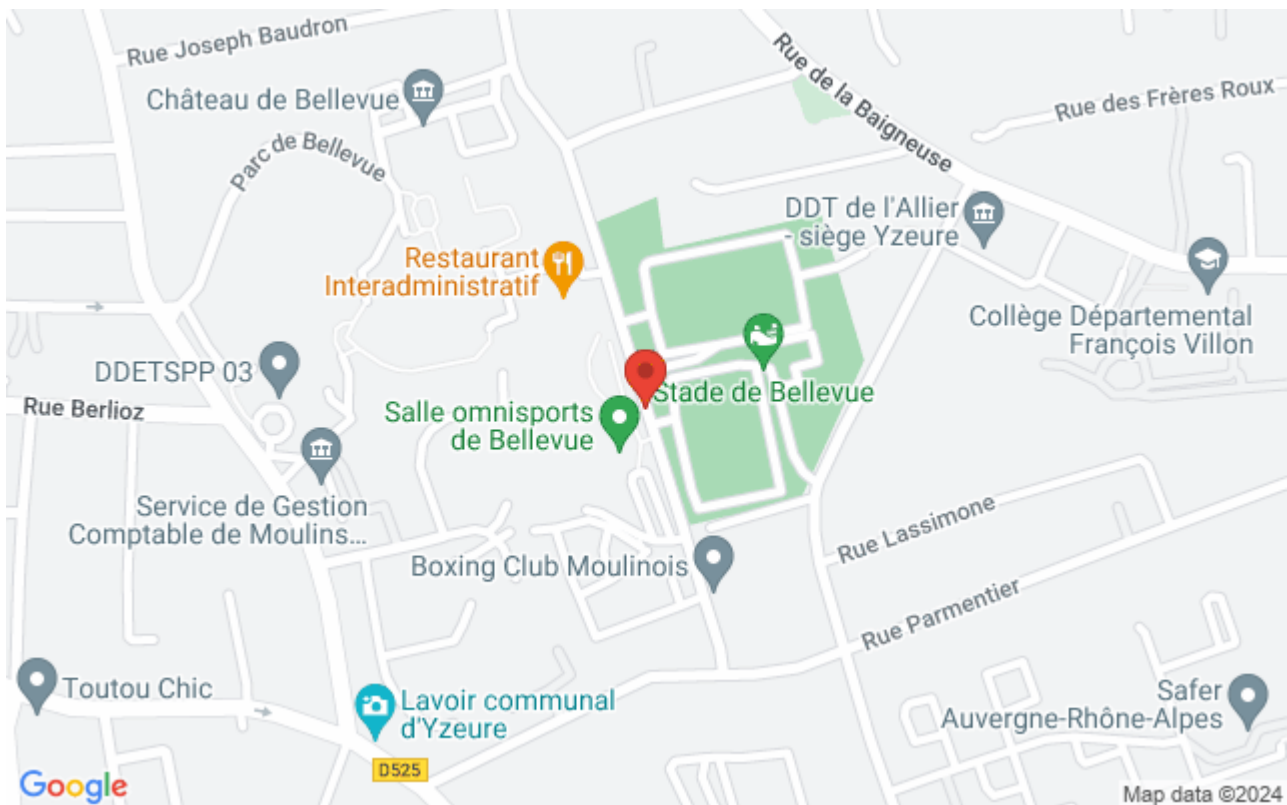 Rue Joseph Baudron
Château de Bellevue
Parc de Bellevue
Rue de la Baigneuse
Rue des Frères Roux
DDT de l'Allier
- siège Yzeure
Restaurant
Interadministratif
Collège Départemental
François Villon
DDETSPP 03
Rue Berlioz
Stade de Bellevue
Salle omnisports
de Bellevue
Service de Gestion
Comptable de Moulins...
Boxing Club Moulinois
Rue Lassimone
Rue Parmentier
Toutou Chic
Lavoir communal
d'Yzeure
Safer
Auvergne-Rhône-Alpes
D525
Google
Map data ©2024